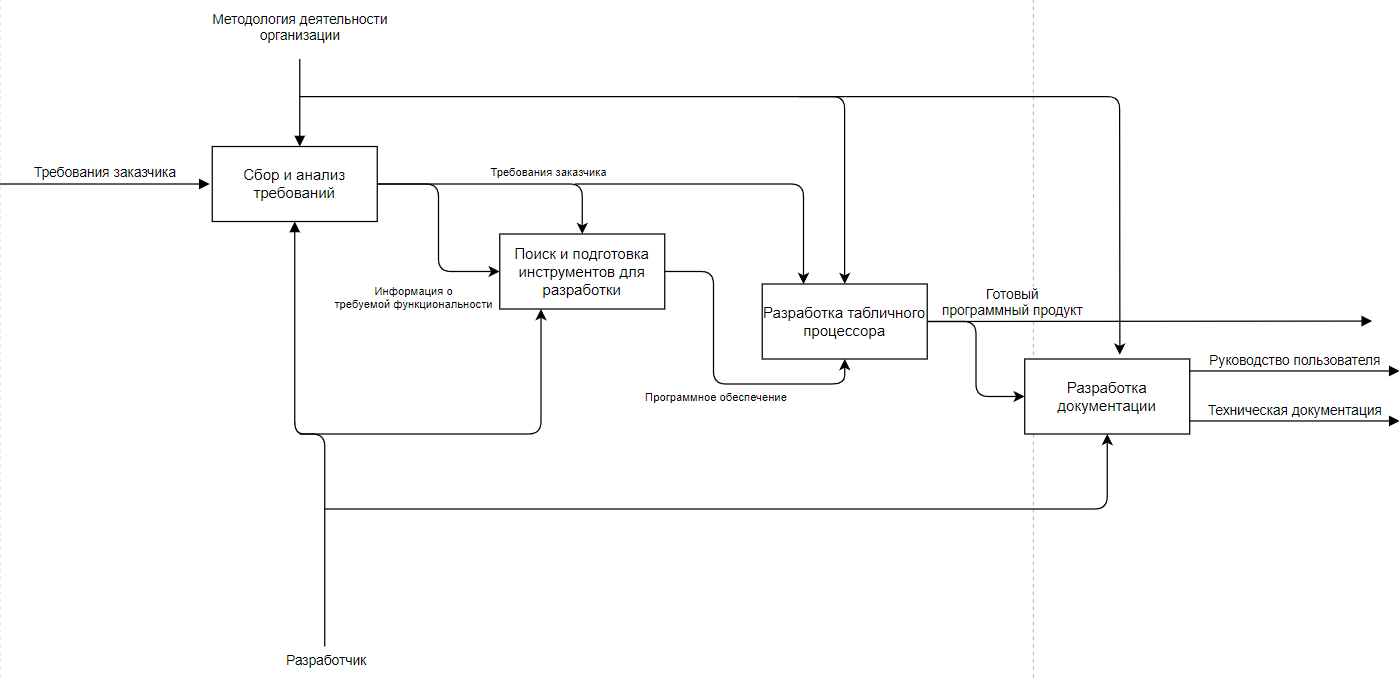 Методология деятельности
организации
Требования заказчика
Сбор и анализ
требований
Требования заказчика
Поиск и подготовка
инструментов для
разработки
Информация о
требуемой функциональности
Разработка табличного
процессора
Готовый
программный продукт
Программное обеспечение
Разработка
документации
Руководство пользователя
Техническая документация
Разработчик